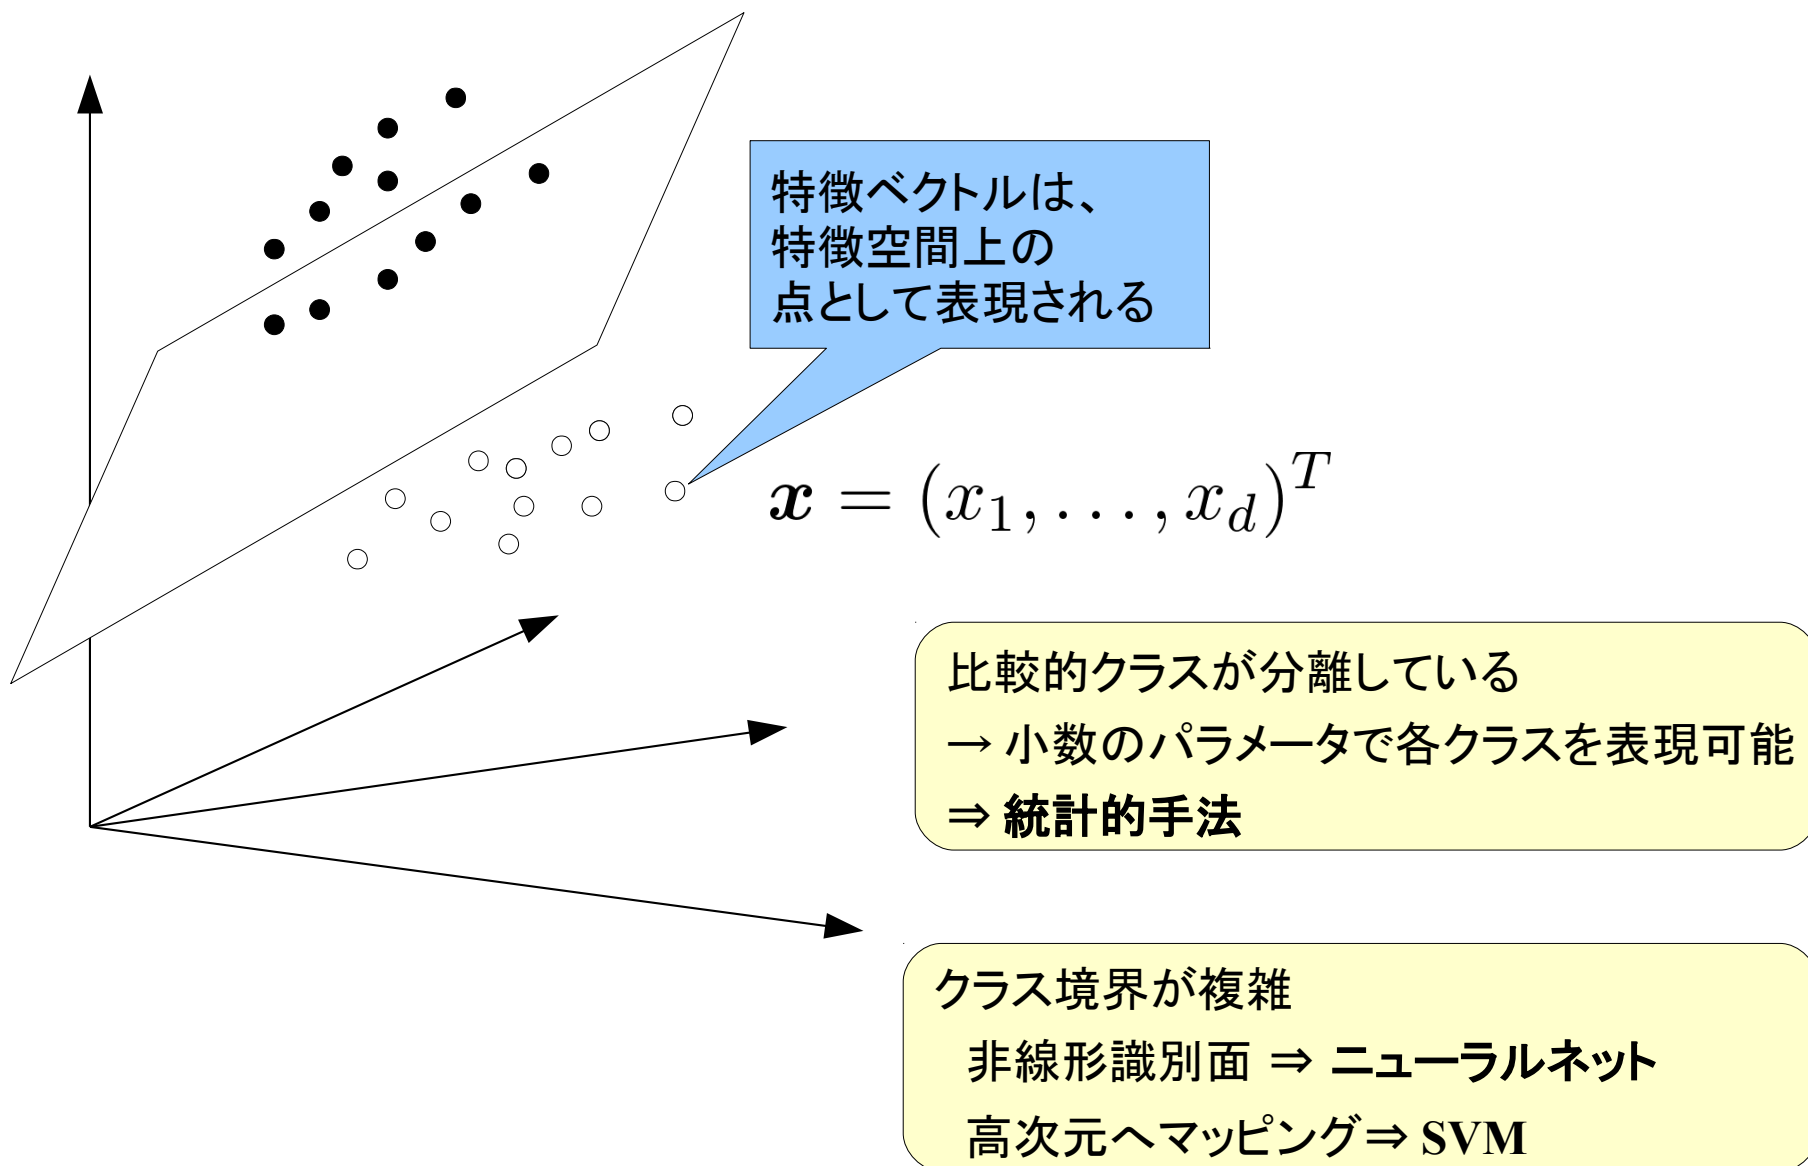 特徴ベクトルは、
特徴空間上の
点として表現される
x = (x_1, . . . , x_d)^T
比較的クラスが分離している
→ 小数のパラメータで各クラスを表現可能
⇒ 統計的手法
クラス境界が複雑
非線形識別面 ⇒ ニューラルネット
高次元へマッピング⇒ SVM